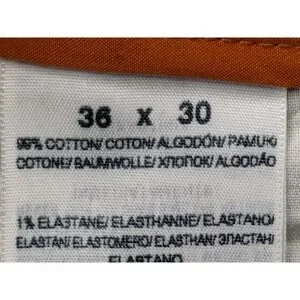 36 x 30
99% COTTON/ COTON/ ALGODÓN/ PAMUK/
COTONE/ BAUMWOLLE/ ХЛОПОК/ ALGODÃO
1% ELASTANE/ ELASTHANNE/ ELASTANO/
ELASTAN/ ELASTOMERO/ ELASTHAN/ ЭЛАСТАН/
ELASTANO